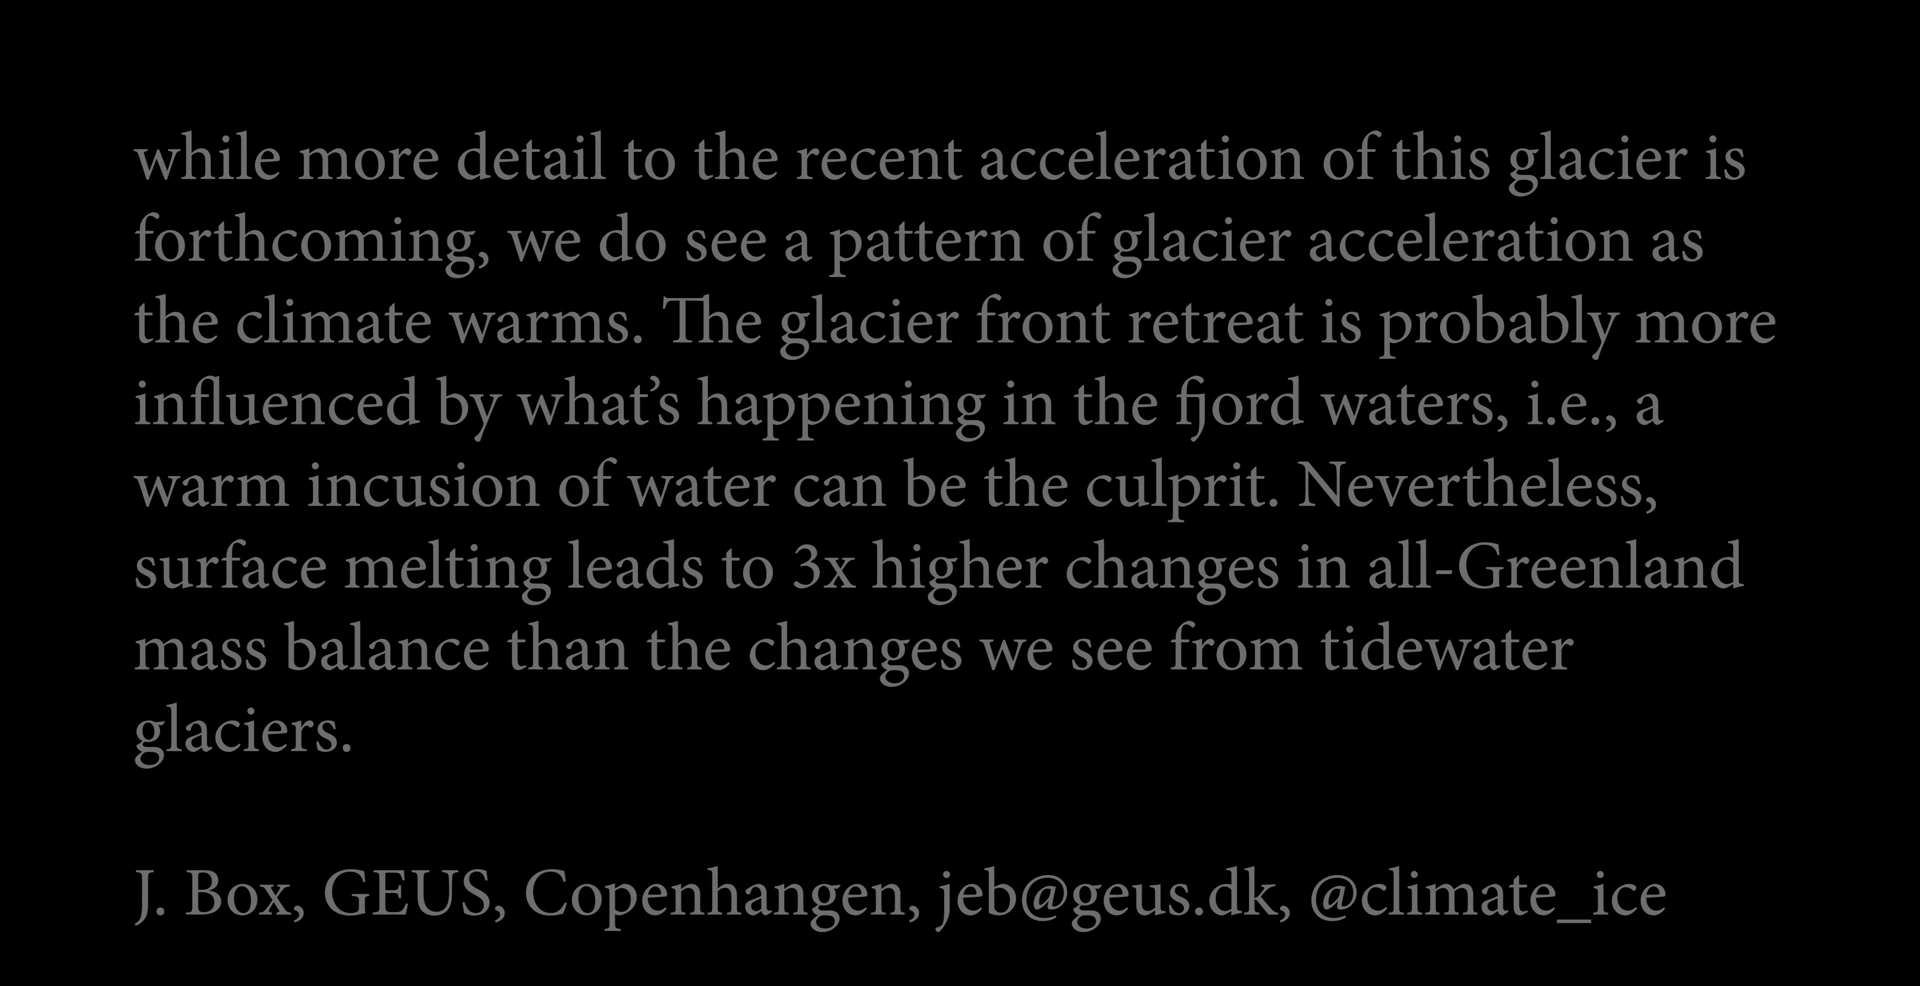 while more detail to the recent acceleration of this glacier is
forthcoming, we do see a pattern of glacier acceleration as
the climate warms. The glacier front retreat is probably more
influenced by what’s happening in the fjord waters, i.e., a
warm incusion of water can be the culprit. Nevertheless,
surface melting leads to 3x higher changes in all-Greenland
mass balance than the changes we see from tidewater
glaciers.
J. Box, GEUS, Copenhangen, jeb@geus.dk, @climate_ice